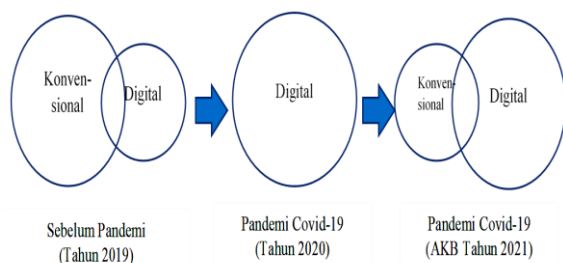 Konven-
sional
Digital
Digital
Konven-
sional
Digital
Sebelum Pandemi
(Tahun 2019)
Pandemi Covid-19
(Tahun 2020)
Pandemi Covid-19
(AKB Tahun 2021)